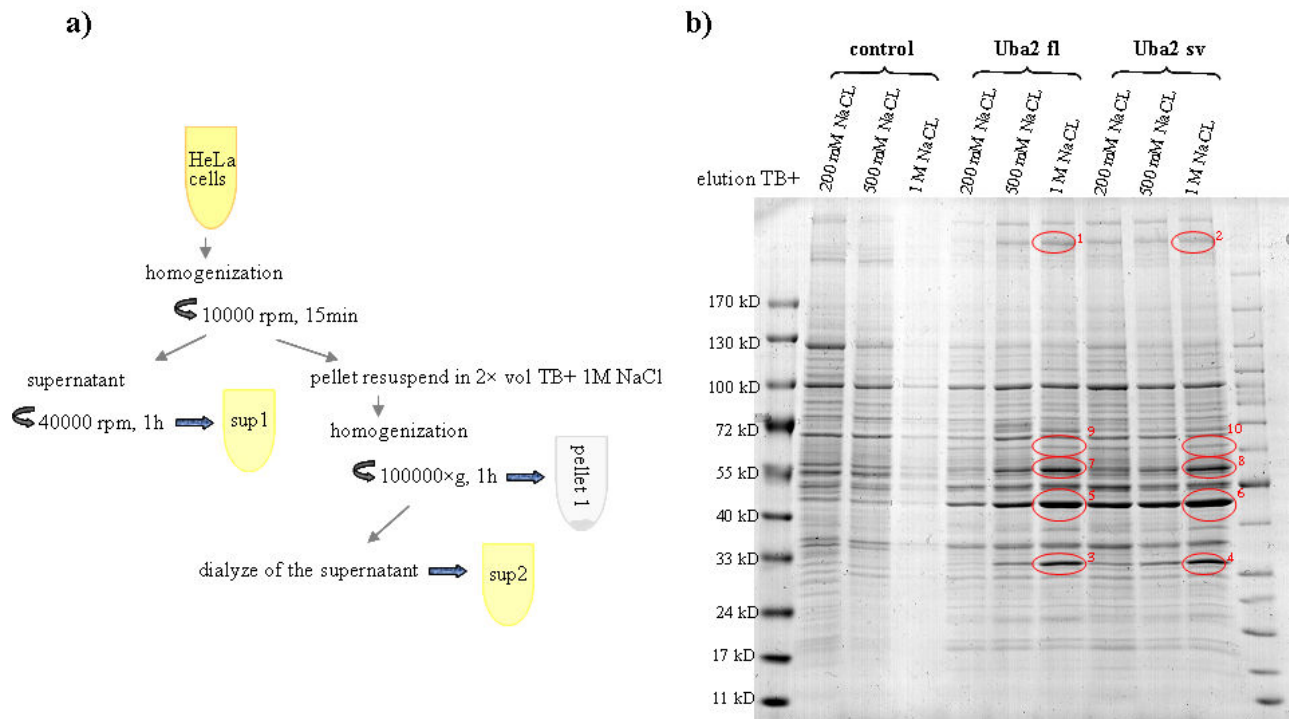 a)
HeLa
cells
homogenization
10000 rpm, 15min
supernatant
40000 rpm, 1h
sup1
pellet resuspend in 2× vol TB+ 1M NaCl
homogenization
100000×g, 1h
pellet 1
dialyze of the supernatant
sup2
b)
control
Uba2 fl
Uba2 sv
elution TB+
200 mM NaCL
500 mM NaCL
1 M NaCL
200 mM NaCL
500 mM NaCL
1 M NaCL
200 mM NaCL
500 mM NaCL
1 M NaCL
170 kD
130 kD
100 kD
72 kD
55 kD
40 kD
33 kD
24 kD
17 kD
11 kD
1
2
9
10
7
8
5
6
3
4